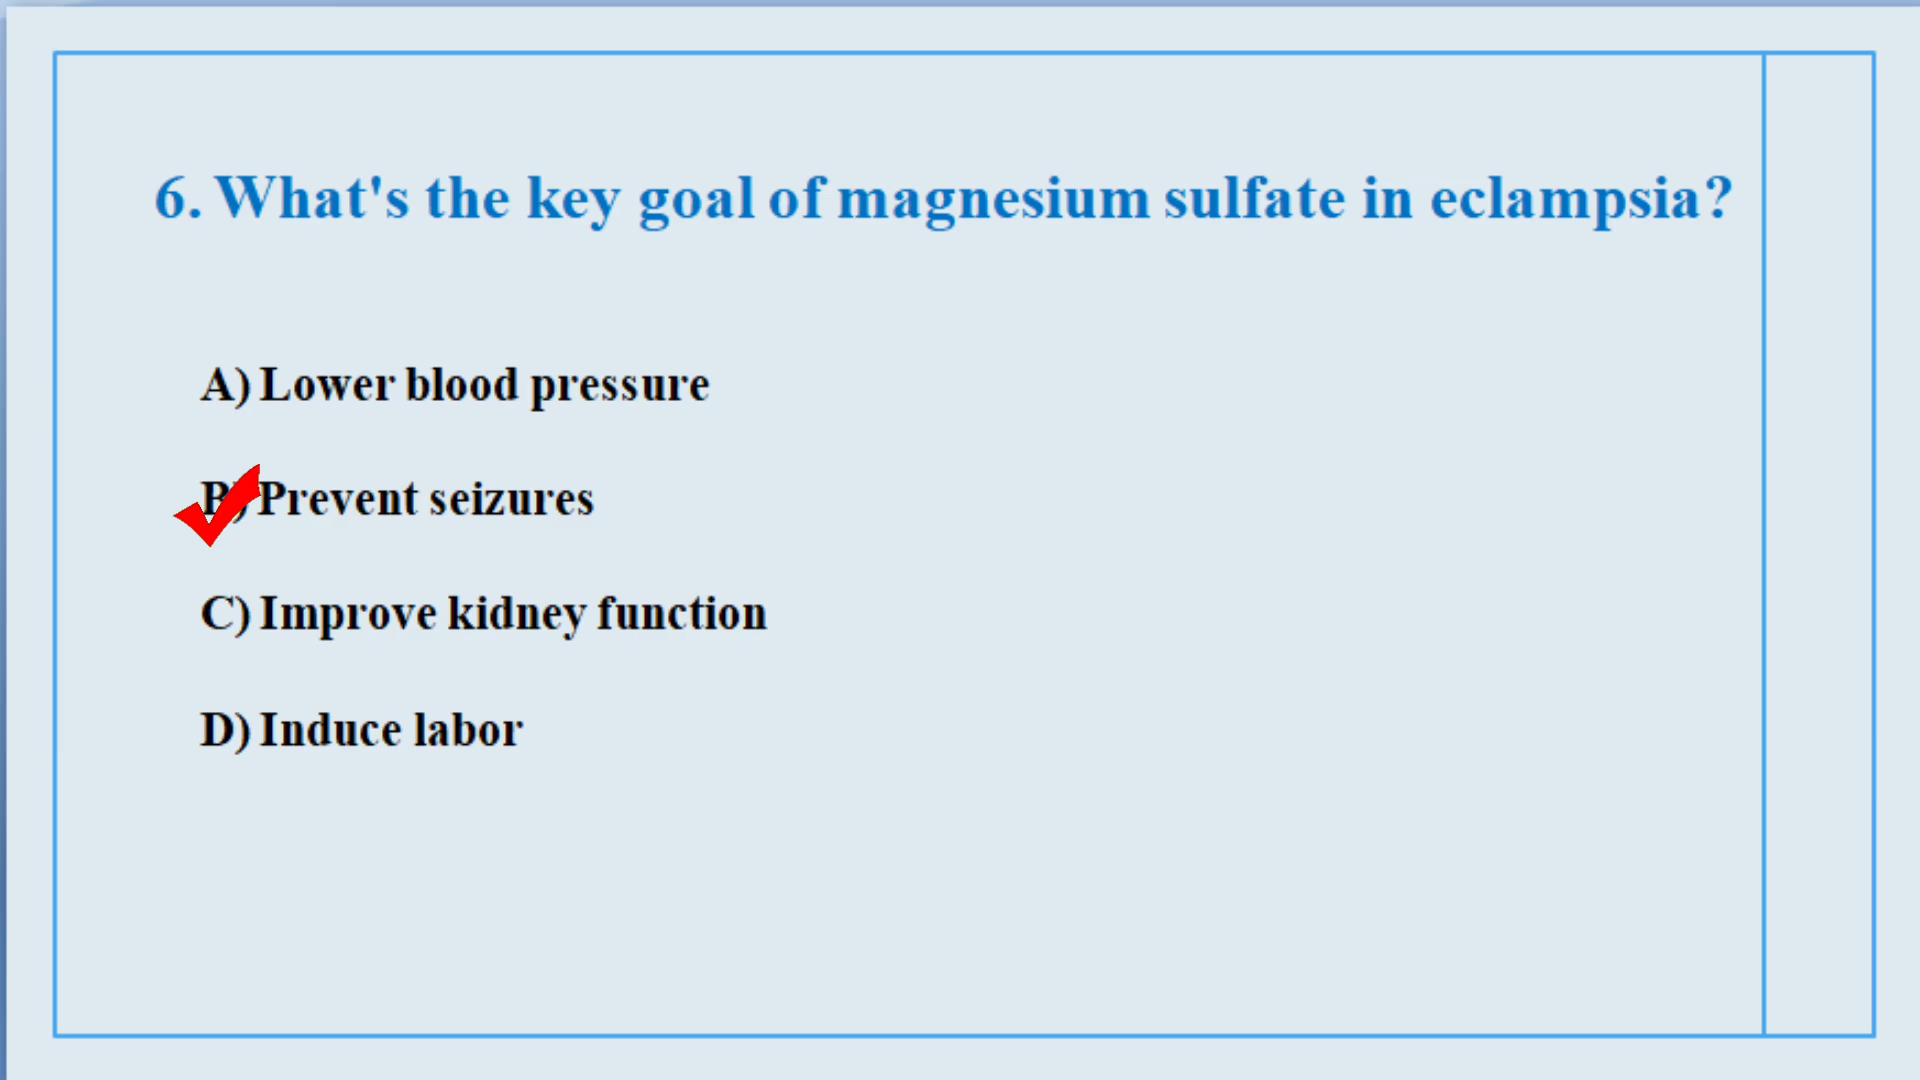 6. What's the key goal of magnesium sulfate in eclampsia?
A) Lower blood pressure
B) Prevent seizures
C) Improve kidney function
D) Induce labor